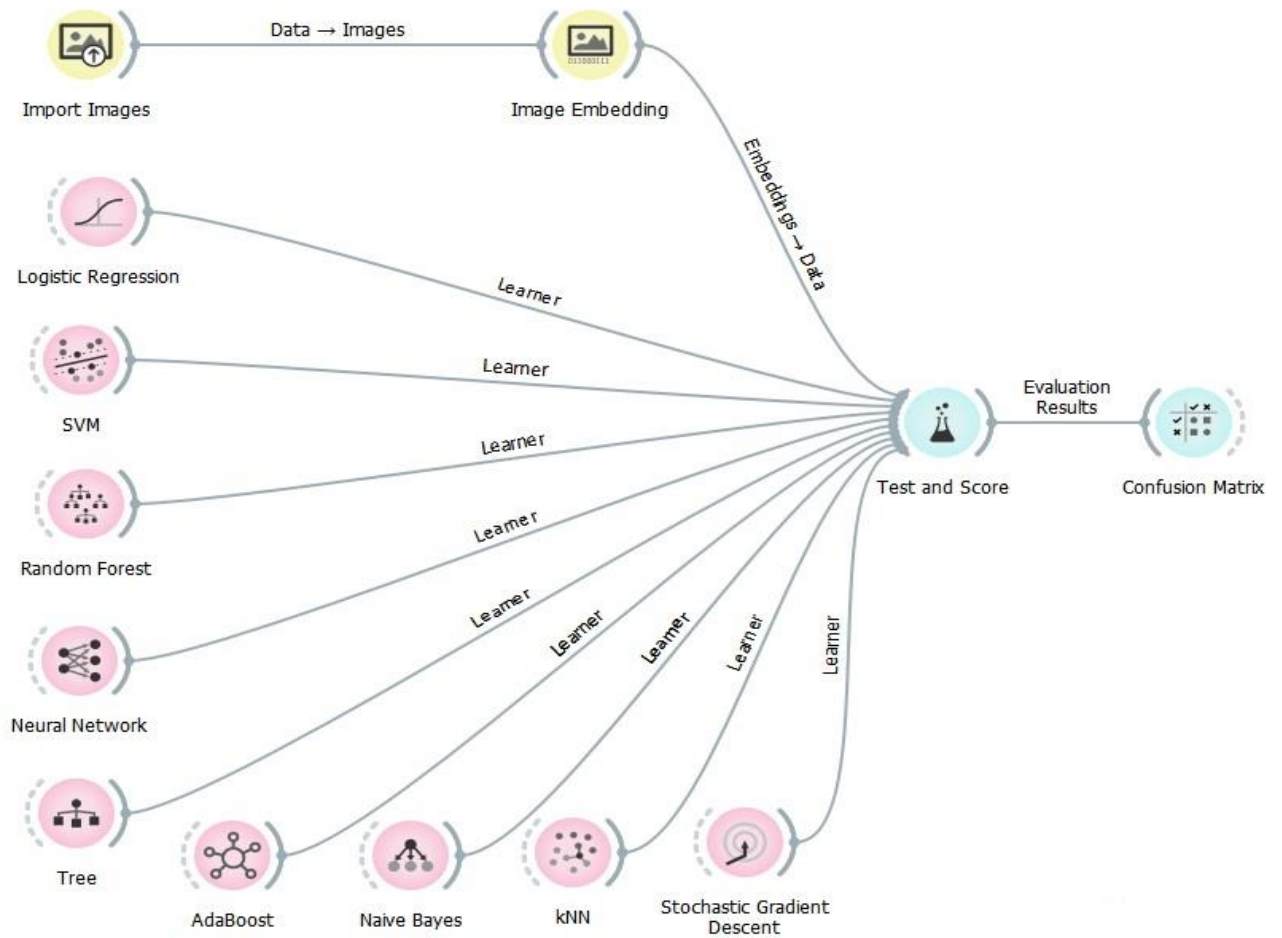 Data → Images
Import Images
Image Embedding
Embeddings → Data
Logistic Regression
Learner
SVM
Learner
Random Forest
Learner
Neural Network
Learner
Tree
Learner
AdaBoost
Learner
Naive Bayes
Learner
kNN
Learner
Stochastic Gradient
Descent
Learner
Test and Score
Evaluation
Results
Confusion Matrix